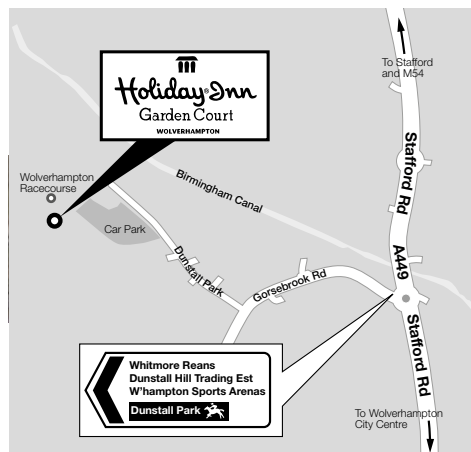 To Stafford
and M54
Holiday Inn
Garden Court
WOLVERHAMPTON
Stafford Rd
Wolverhampton
Racecourse
Birmingham Canal
Car Park
A449
Dunstall Park
Gorsebrook Rd
Stafford Rd
Whitmore Reans
Dunstall Hill Trading Est
W'hampton Sports Arenas
Dunstall Park
To Wolverhampton
City Centre